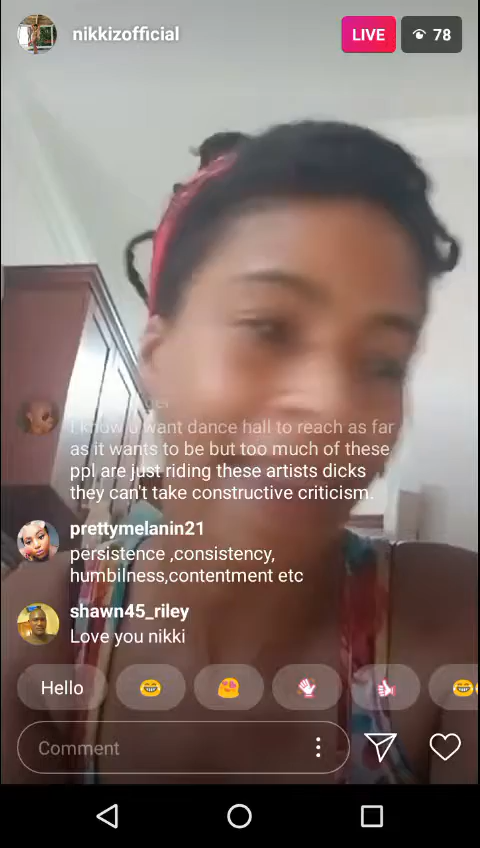 nikkizofficial
LIVE
78
I know u want dance hall to reach as far
as it wants to be but too much of these
ppl are just riding these artists dicks
they can't take constructive criticism.
prettymelanin21
persistence ,consistency,
humbilness,contentment etc
shawn45_riley
Love you nikki
Hello
Comment